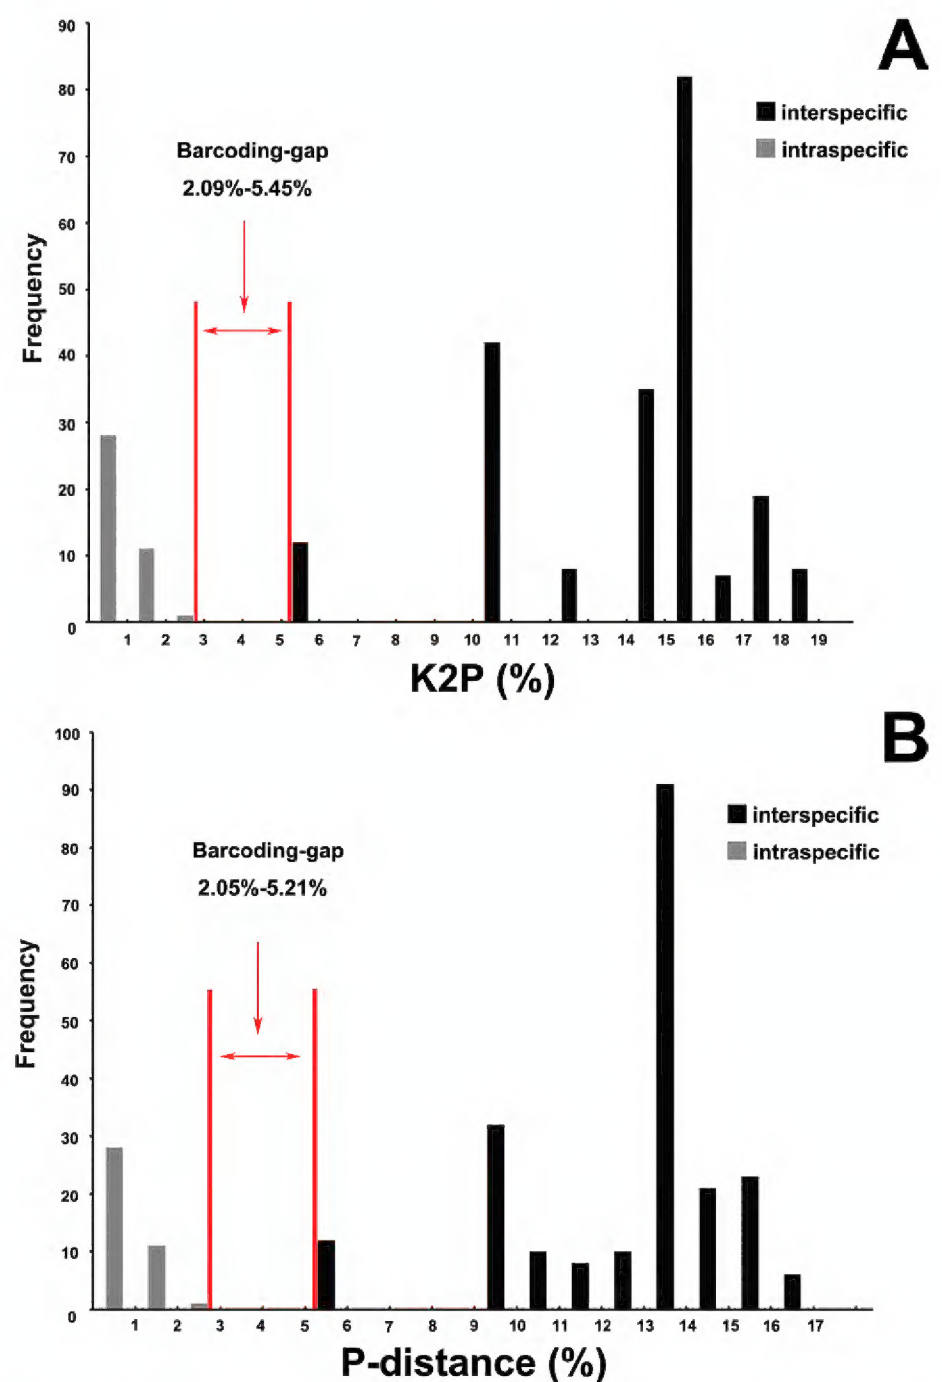 A
90
80
70
60
50
40
30
20
10
0
Frequency
interspecific
intraspecific
Barcoding-gap
2.09%-5.45%
1 2 3 4 5 6 7 8 9 10 11 12 13 14 15 16 17 18 19
K2P (%)
B
100
90
80
70
60
50
40
30
20
10
0
Frequency
interspecific
intraspecific
Barcoding-gap
2.05%-5.21%
1 2 3 4 5 6 7 8 9 10 11 12 13 14 15 16 17
P-distance (%)